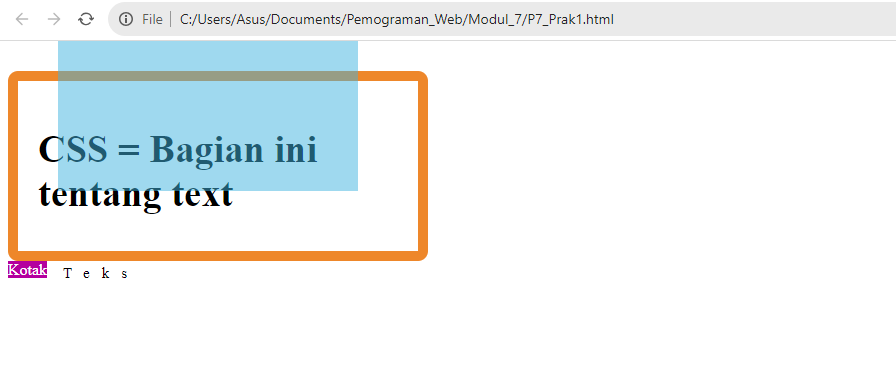 File C:/Users/Asus/Documents/Pemograman_Web/Modul_7/P7_Prak1.html
CSS = Bagian ini
tentang text
Kotak T e k s